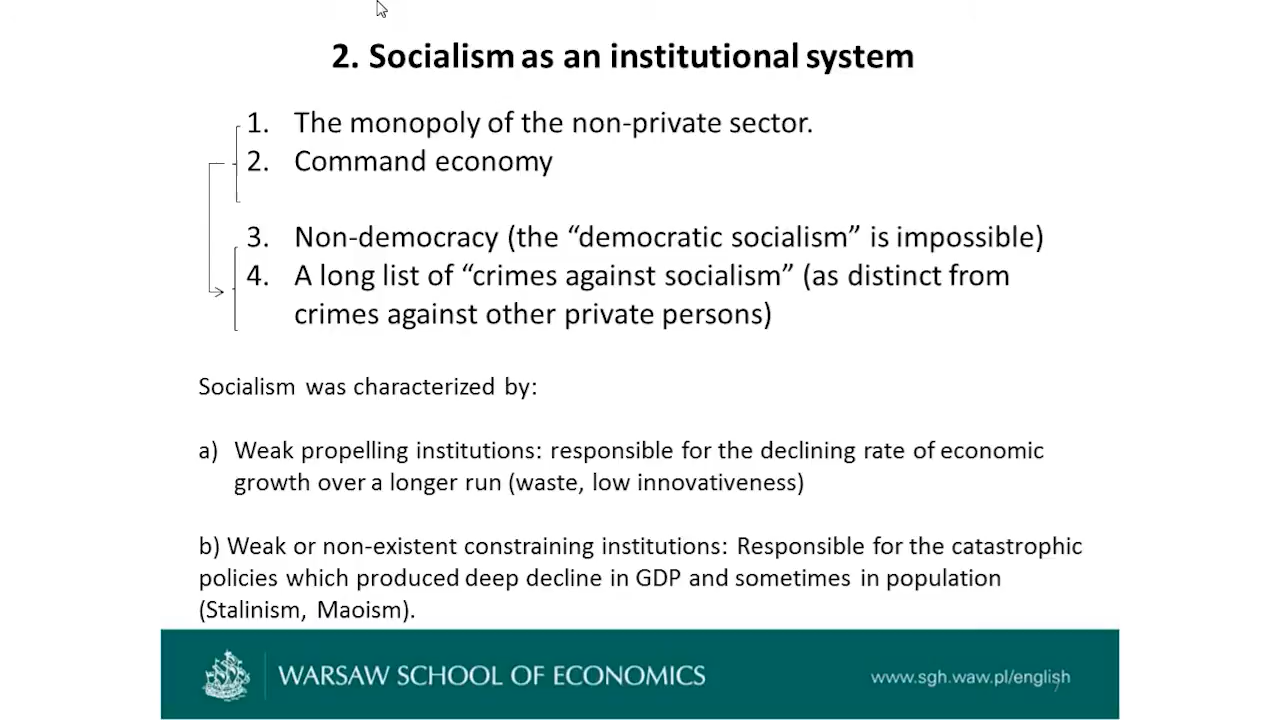 2. Socialism as an institutional system
1. The monopoly of the non-private sector.
2. Command economy
3. Non-democracy (the “democratic socialism” is impossible)
4. A long list of “crimes against socialism” (as distinct from
crimes against other private persons)
Socialism was characterized by:
a) Weak propelling institutions: responsible for the declining rate of economic
growth over a longer run (waste, low innovativeness)
b) Weak or non-existent constraining institutions: Responsible for the catastrophic
policies which produced deep decline in GDP and sometimes in population
(Stalinism, Maoism).
WARSAW SCHOOL OF ECONOMICS
www.sgh.waw.pl/english
7